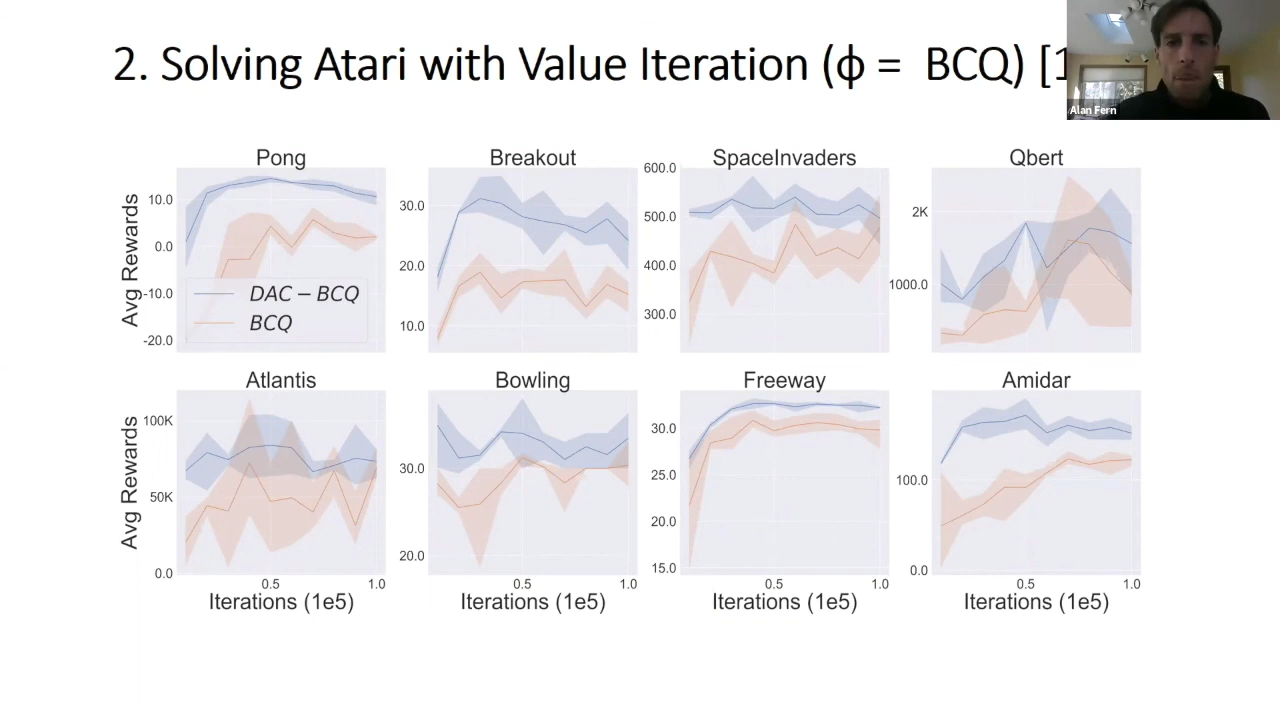 2. Solving Atari with Value Iteration (ϕ = BCQ) [1
Alan Fern
Pong
Breakout
SpaceInvaders
Qbert
Avg Rewards
10.0
0.0
-10.0
-20.0
DAC − BCQ
BCQ
30.0
20.0
10.0
600.0
500.0
400.0
300.0
2K
1000.0
Atlantis
Bowling
Freeway
Amidar
Avg Rewards
100K
50K
0.0
30.0
20.0
30.0
25.0
20.0
15.0
100.0
0.0
0.5 1.0
0.5 1.0
0.5 1.0
0.5 1.0
Iterations (1e5)
Iterations (1e5)
Iterations (1e5)
Iterations (1e5)